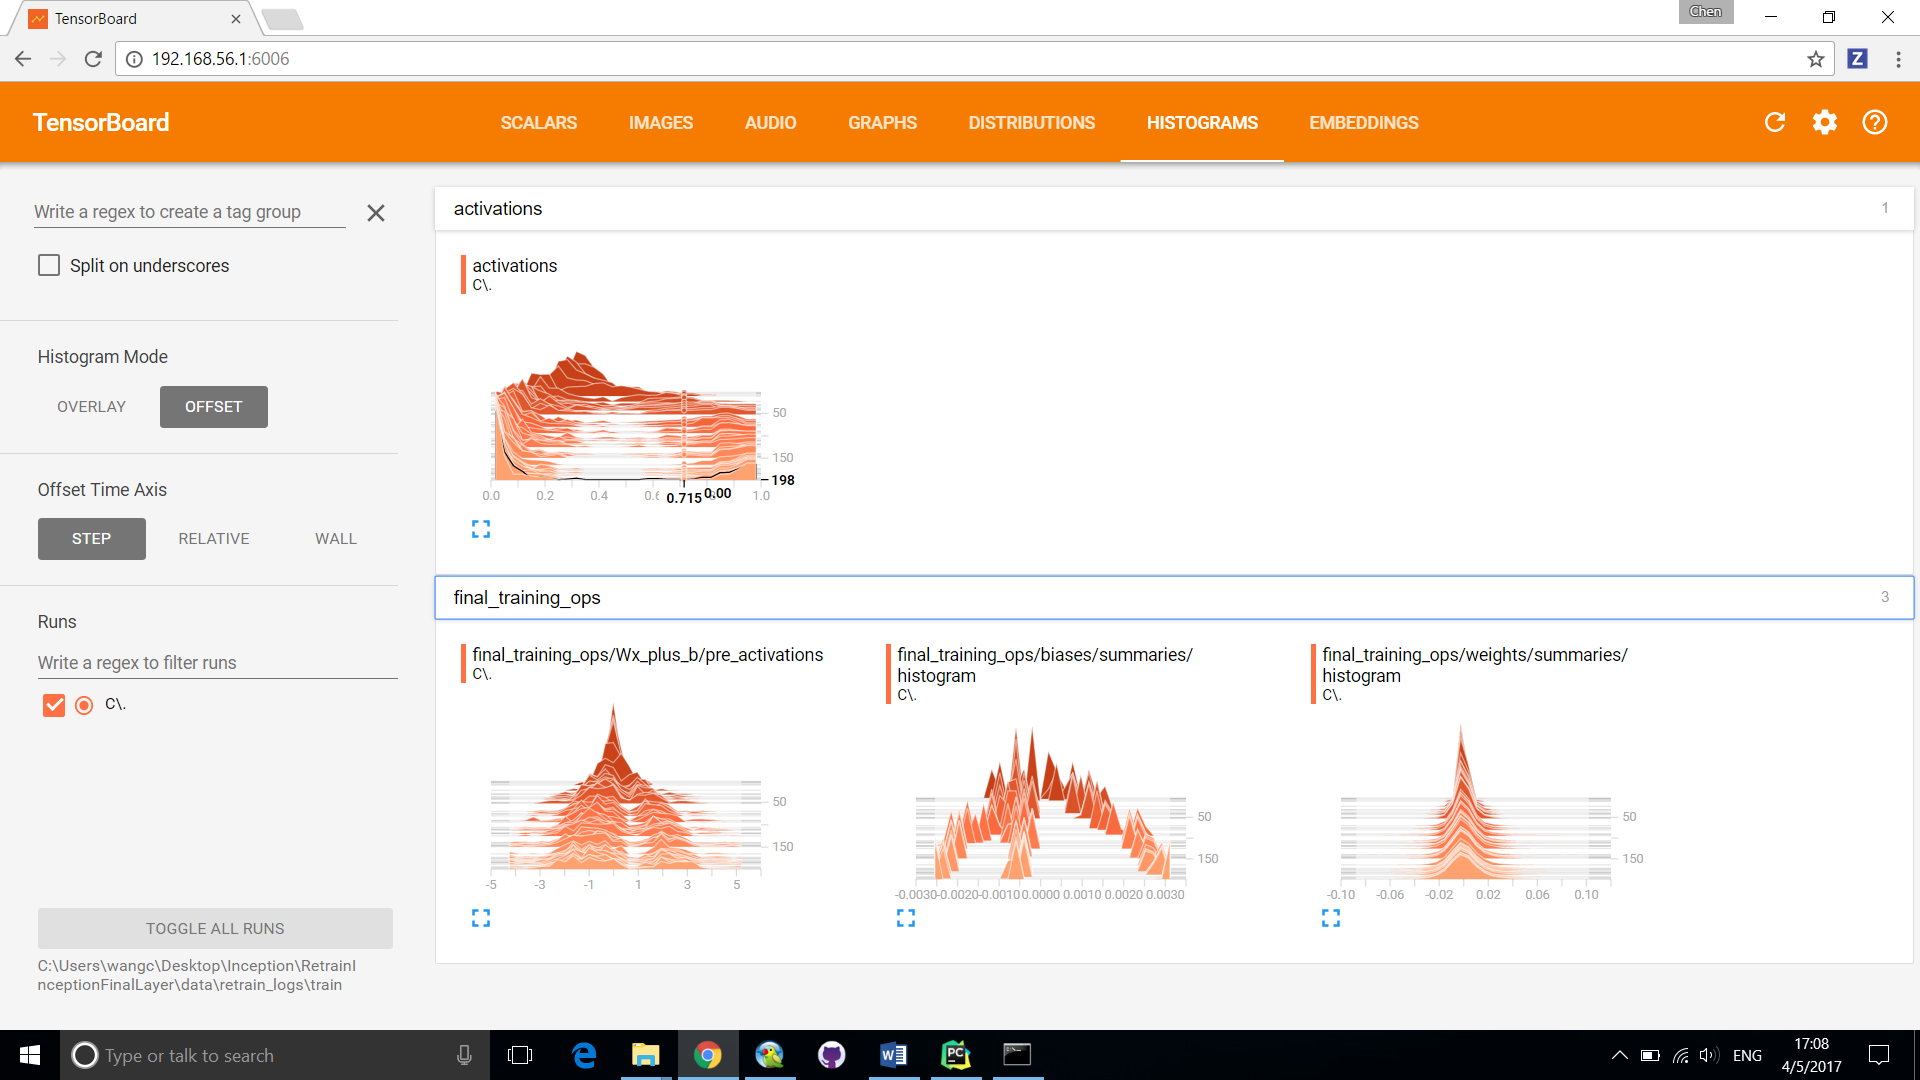 TensorBoard
Chen
192.168.56.1:6006
Z
TensorBoard
SCALARS
IMAGES
AUDIO
GRAPHS
DISTRIBUTIONS
HISTOGRAMS
EMBEDDINGS
Write a regex to create a tag group
Split on underscores
Histogram Mode
OVERLAY
OFFSET
Offset Time Axis
STEP
RELATIVE
WALL
Runs
Write a regex to filter runs
C\.
TOGGLE ALL RUNS
C:\Users\wangc\Desktop\Inception\RetrainI
nceptionFinalLayer\data\retrain_logs\train
activations
1
activations
C\.
50
150
198
0.0 0.2 0.4 0.715 0.00 1.0
final_training_ops
3
final_training_ops/Wx_plus_b/pre_activations
C\.
50
150
-5 -3 -1 1 3 5
final_training_ops/biases/summaries/
histogram
C\.
50
150
-0.0030 -0.0020 -0.0010 0.0000 0.0010 0.0020 0.0030
final_training_ops/weights/summaries/
histogram
C\.
50
150
-0.10 -0.06 -0.02 0.02 0.06 0.10
Type or talk to search
W
PC
ENG
17:08
4/5/2017